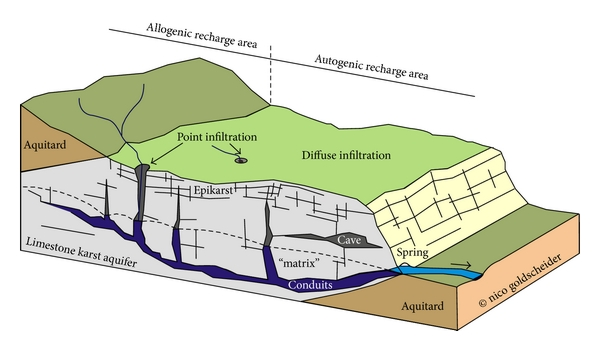 Allogenic recharge area
Autogenic recharge area
Point infiltration
Aquitard
Diffuse infiltration
Epikarst
Cave
Spring
Limestone karst aquifer
"matrix"
Conduits
Aquitard
© nico goldscheider